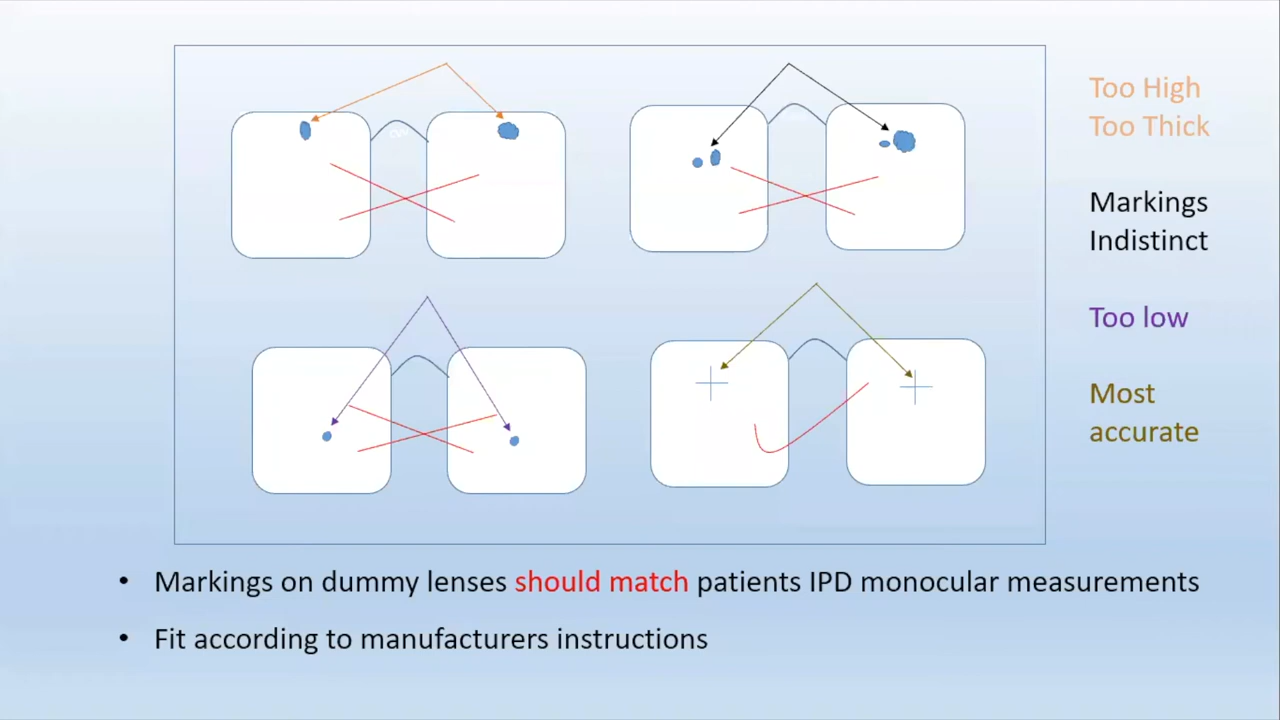 Too High
Too Thick
Markings
Indistinct
Too low
Most
accurate
• Markings on dummy lenses should match patients IPD monocular measurements
• Fit according to manufacturers instructions